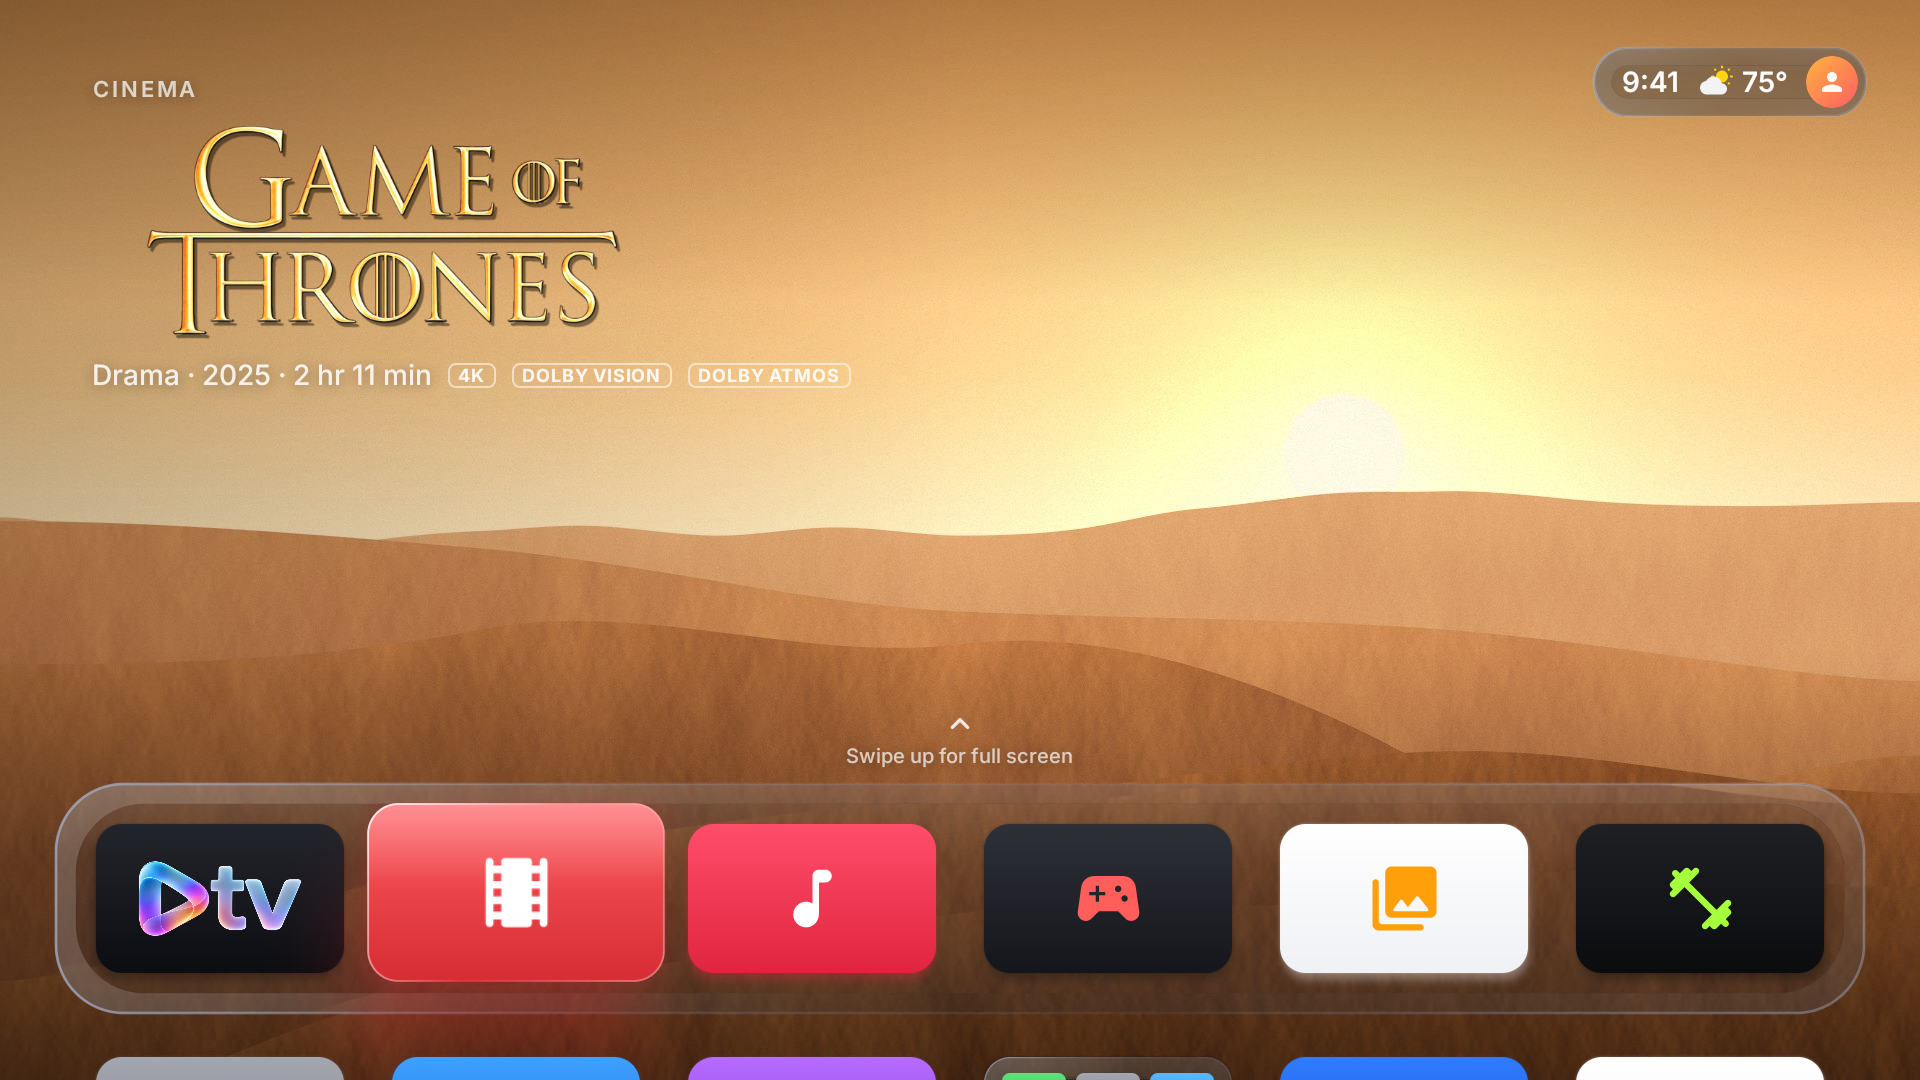 CINEMA
9:41 75°
GAME OF
THRONES
Drama · 2025 · 2 hr 11 min 4K DOLBY VISION DOLBY ATMOS
Swipe up for full screen
tv